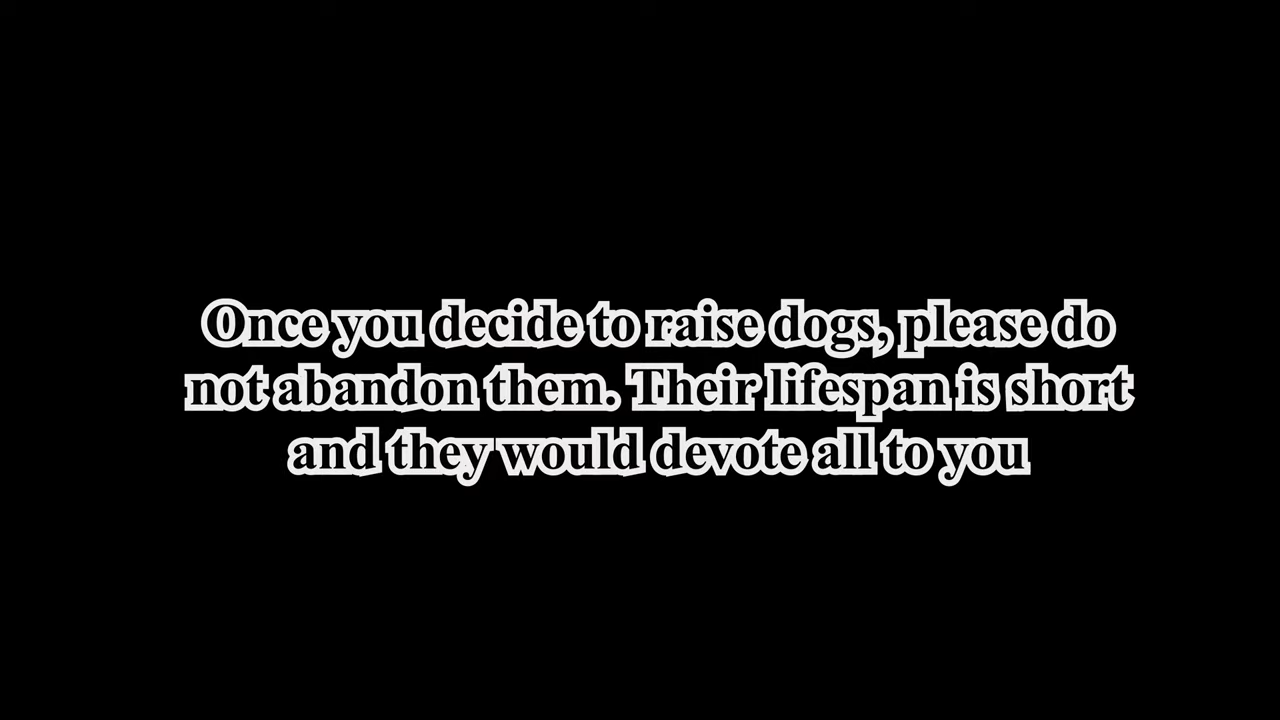 Once you decide to raise dogs, please do
not abandon them. Their lifespan is short
and they would devote all to you